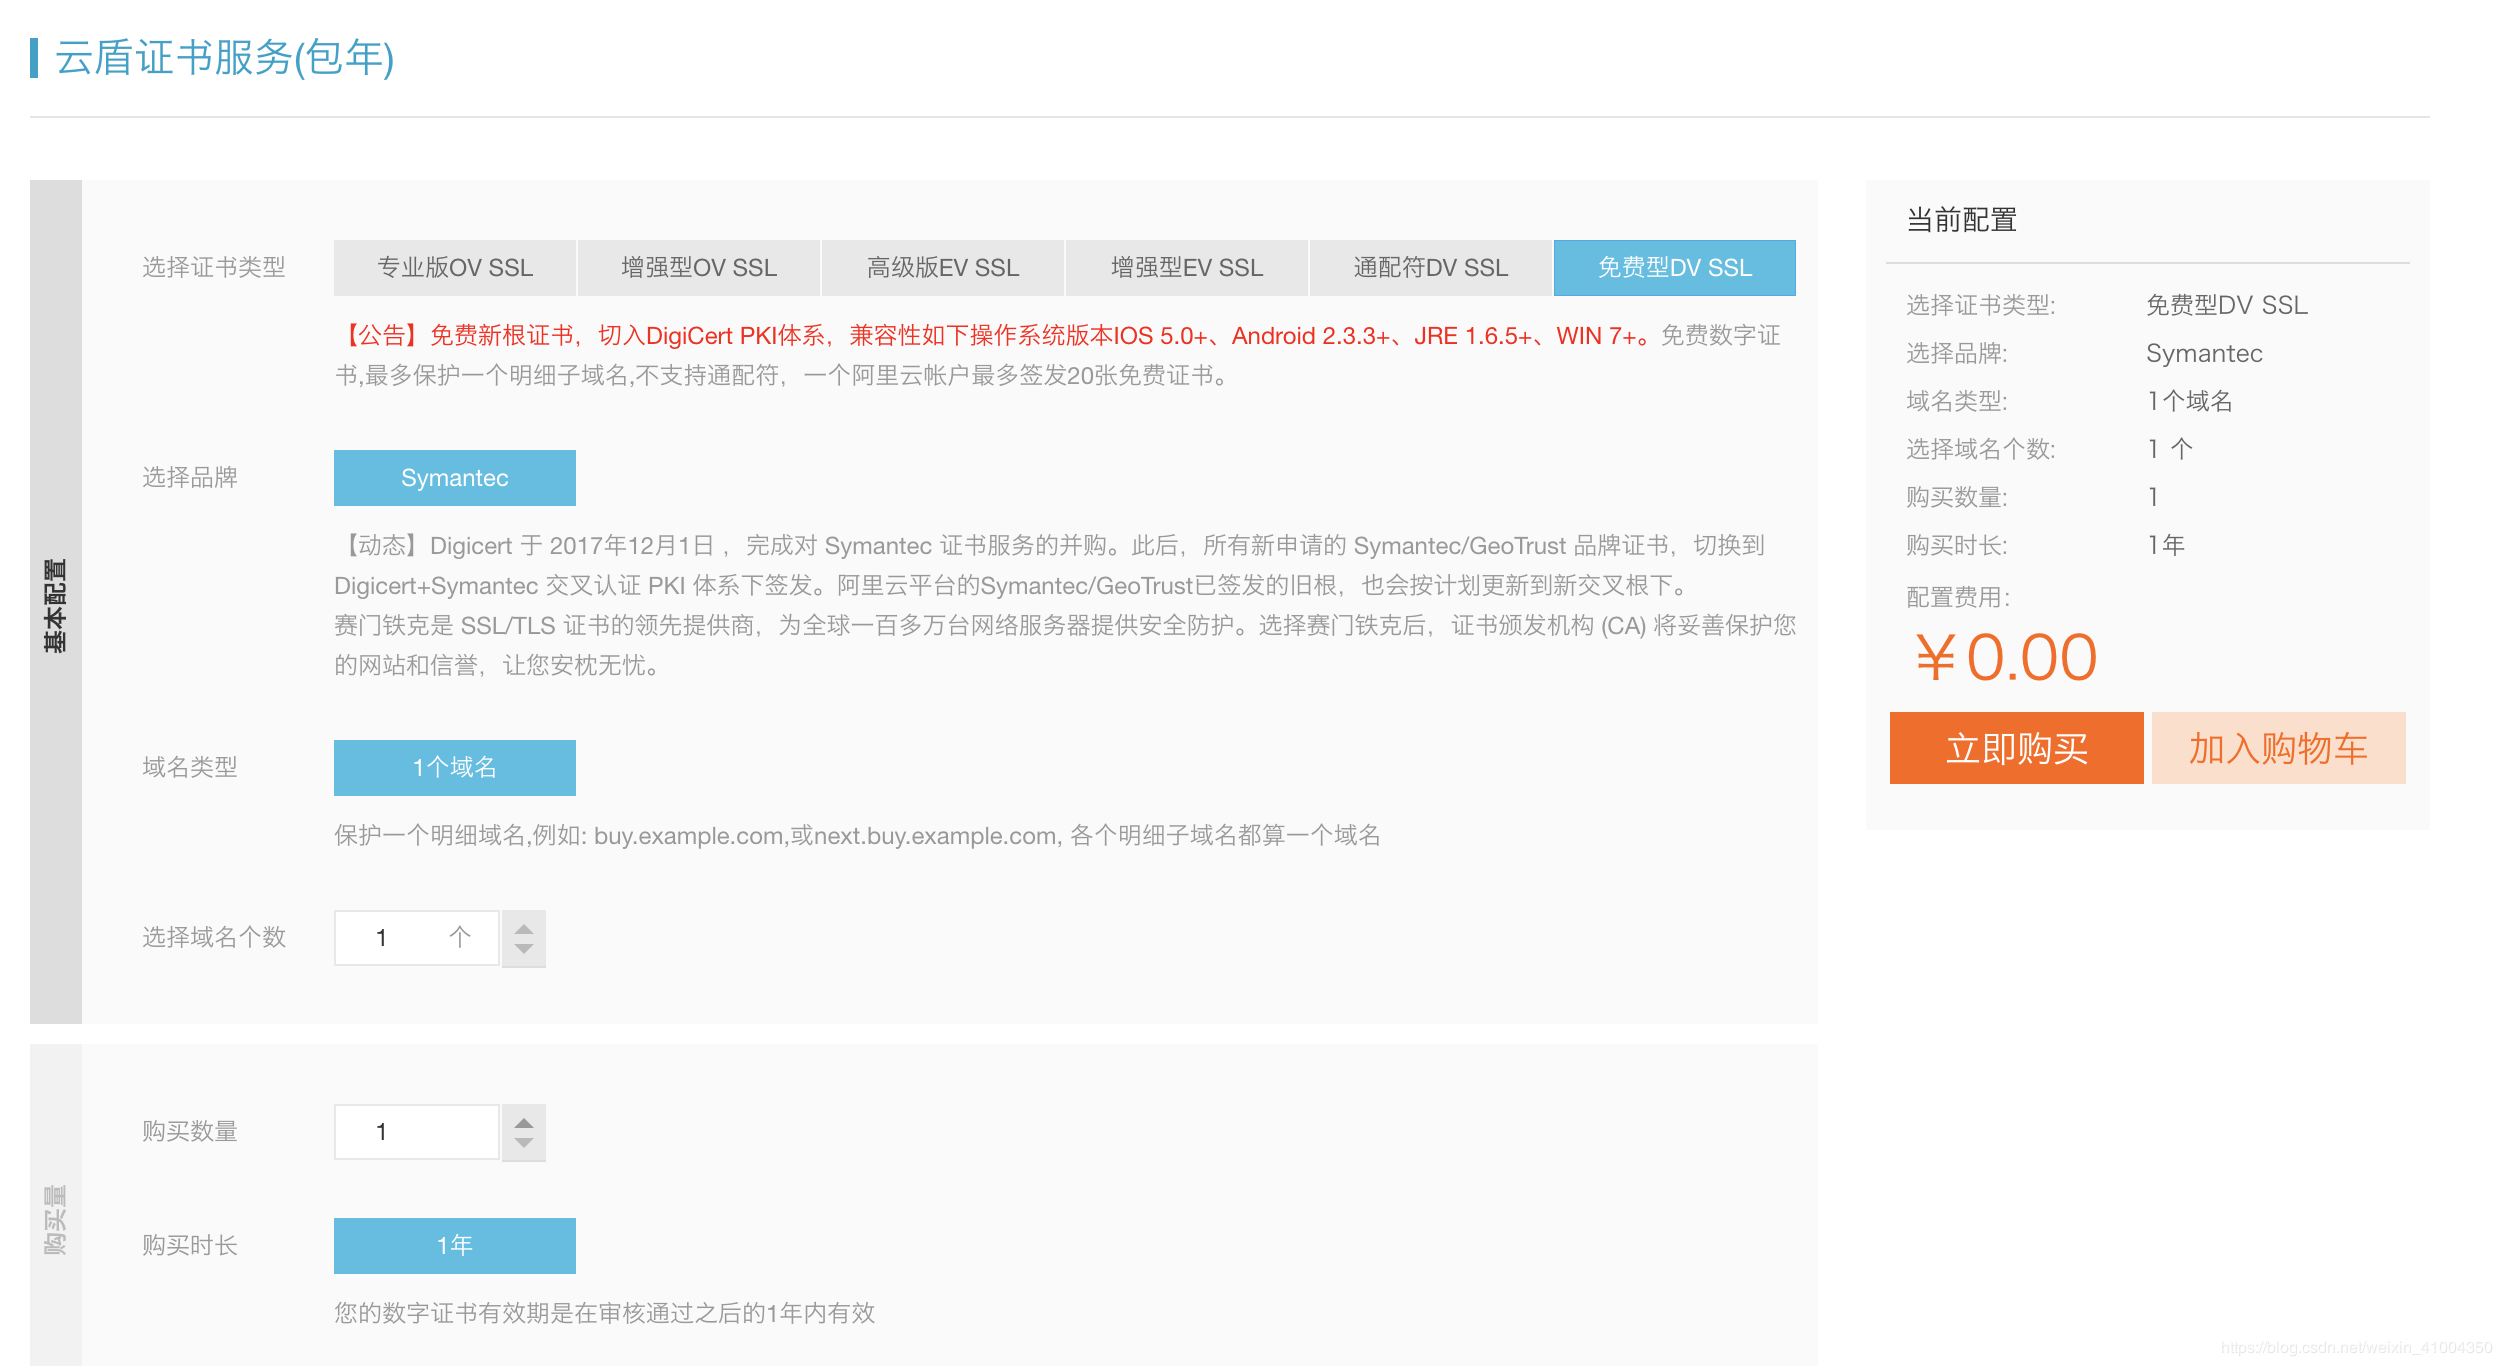 云盾证书服务(包年)
基本配置
选择证书类型
专业版OV SSL
增强型OV SSL
高级版EV SSL
增强型EV SSL
通配符DV SSL
免费型DV SSL
【公告】免费新根证书，切入DigiCert PKI体系，兼容性如下操作系统版本IOS 5.0+、Android 2.3.3+、JRE 1.6.5+、WIN 7+。免费数字证
书,最多保护一个明细子域名,不支持通配符，一个阿里云帐户最多签发20张免费证书。
选择品牌
Symantec
【动态】Digicert 于 2017年12月1日 ，完成对 Symantec 证书服务的并购。此后，所有新申请的 Symantec/GeoTrust 品牌证书，切换到
Digicert+Symantec 交叉认证 PKI 体系下签发。阿里云平台的Symantec/GeoTrust已签发的旧根，也会按计划更新到新交叉根下。
赛门铁克是 SSL/TLS 证书的领先提供商，为全球一百多万台网络服务器提供安全防护。选择赛门铁克后，证书颁发机构 (CA) 将妥善保护您
的网站和信誉，让您安枕无忧。
域名类型
1个域名
保护一个明细域名,例如: buy.example.com,或next.buy.example.com, 各个明细子域名都算一个域名
选择域名个数
1 个
购买量
购买数量
1
购买时长
1年
您的数字证书有效期是在审核通过之后的1年内有效
当前配置
选择证书类型: 免费型DV SSL
选择品牌: Symantec
域名类型: 1个域名
选择域名个数: 1 个
购买数量: 1
购买时长: 1年
配置费用:
￥0.00
立即购买
加入购物车
https://blog.csdn.net/weixin_41004350